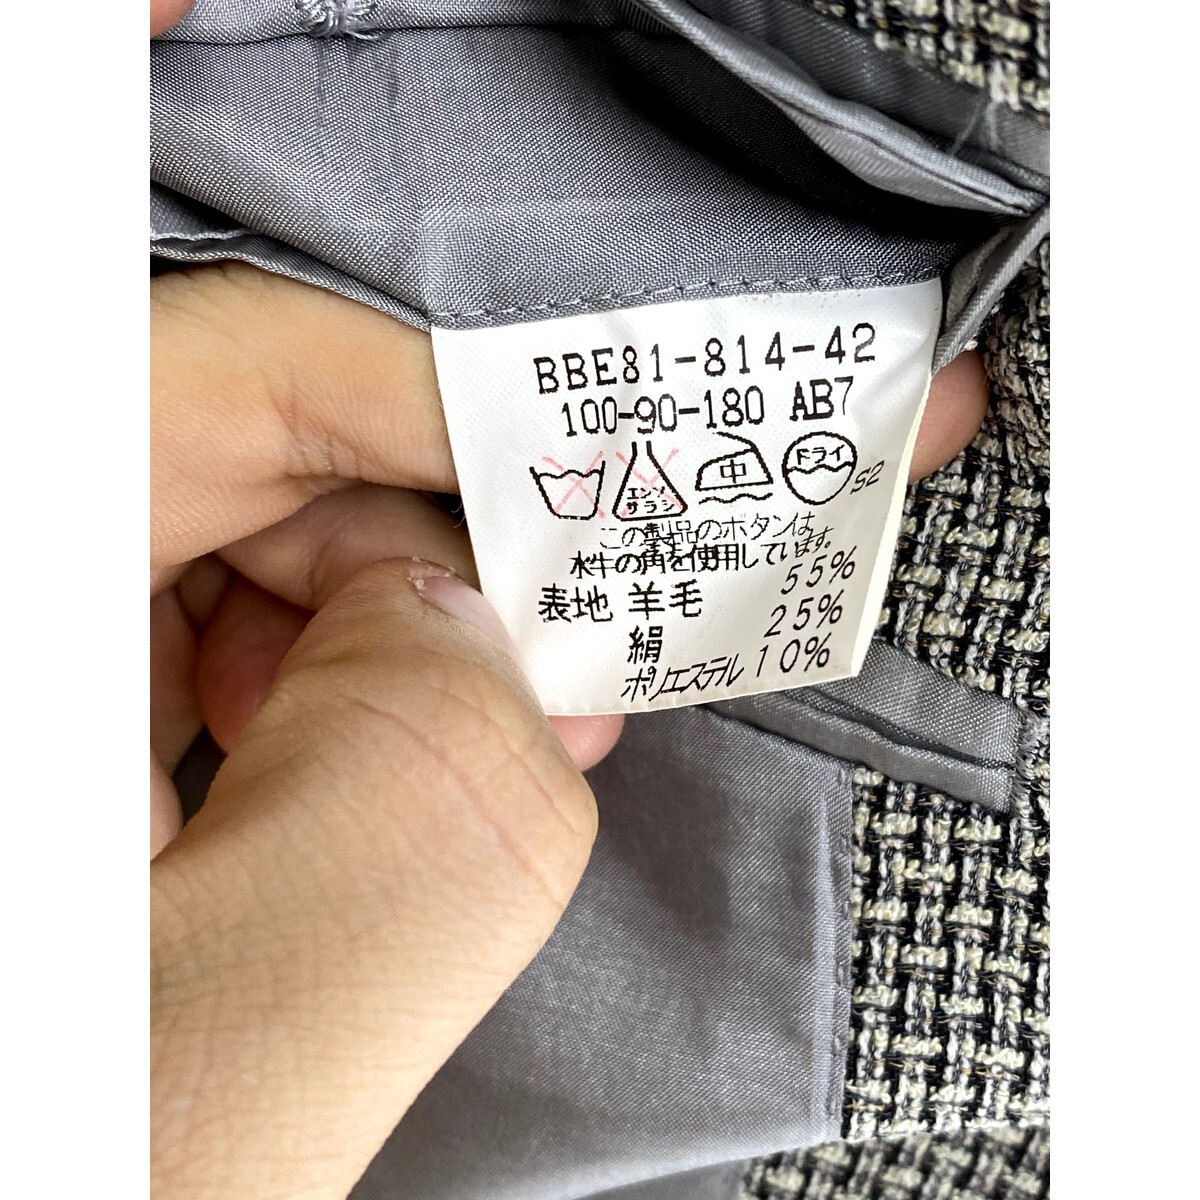 BBE81-814-42
100-90-180 AB7
エンソ
サラシ
中
ドライ
S2
この製品のボタンは
水牛の角を使用しています。
表地 羊毛 55%
絹 25%
ポリエステル 10%